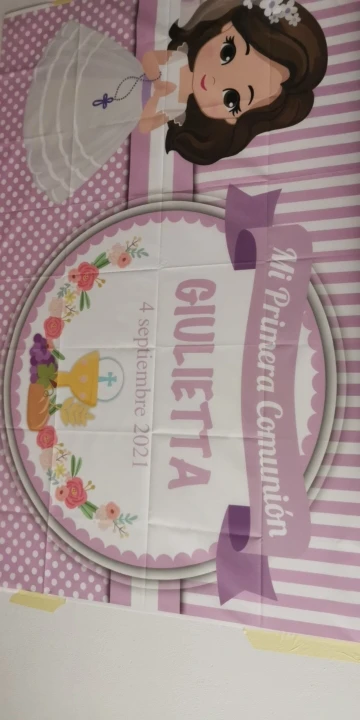 Mi Primera Comunión
GIULIETTA
4 septiembre 2021